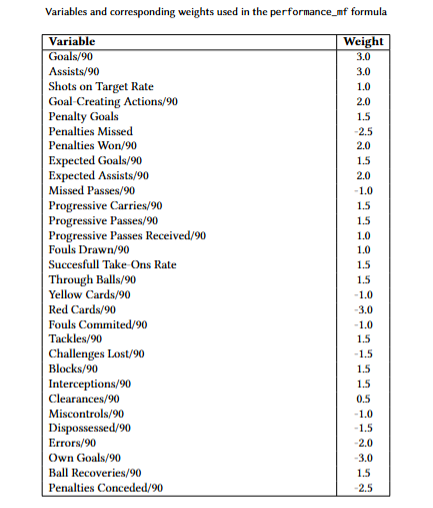 Variables and corresponding weights used in the performance_mf formula
Variable Weight
Goals/90 3.0
Assists/90 3.0
Shots on Target Rate 1.0
Goal-Creating Actions/90 2.0
Penalty Goals 1.5
Penalties Missed -2.5
Penalties Won/90 2.0
Expected Goals/90 1.5
Expected Assists/90 2.0
Missed Passes/90 -1.0
Progressive Carries/90 1.5
Progressive Passes/90 1.5
Progressive Passes Received/90 1.0
Fouls Drawn/90 1.0
Succesfull Take-Ons Rate 1.5
Through Balls/90 1.5
Yellow Cards/90 -1.0
Red Cards/90 -3.0
Fouls Commited/90 -1.0
Tackles/90 1.5
Challenges Lost/90 -1.5
Blocks/90 1.5
Interceptions/90 1.5
Clearances/90 0.5
Miscontrols/90 -1.0
Dispossessed/90 -1.5
Errors/90 -2.0
Own Goals/90 -3.0
Ball Recoveries/90 1.5
Penalties Conceded/90 -2.5